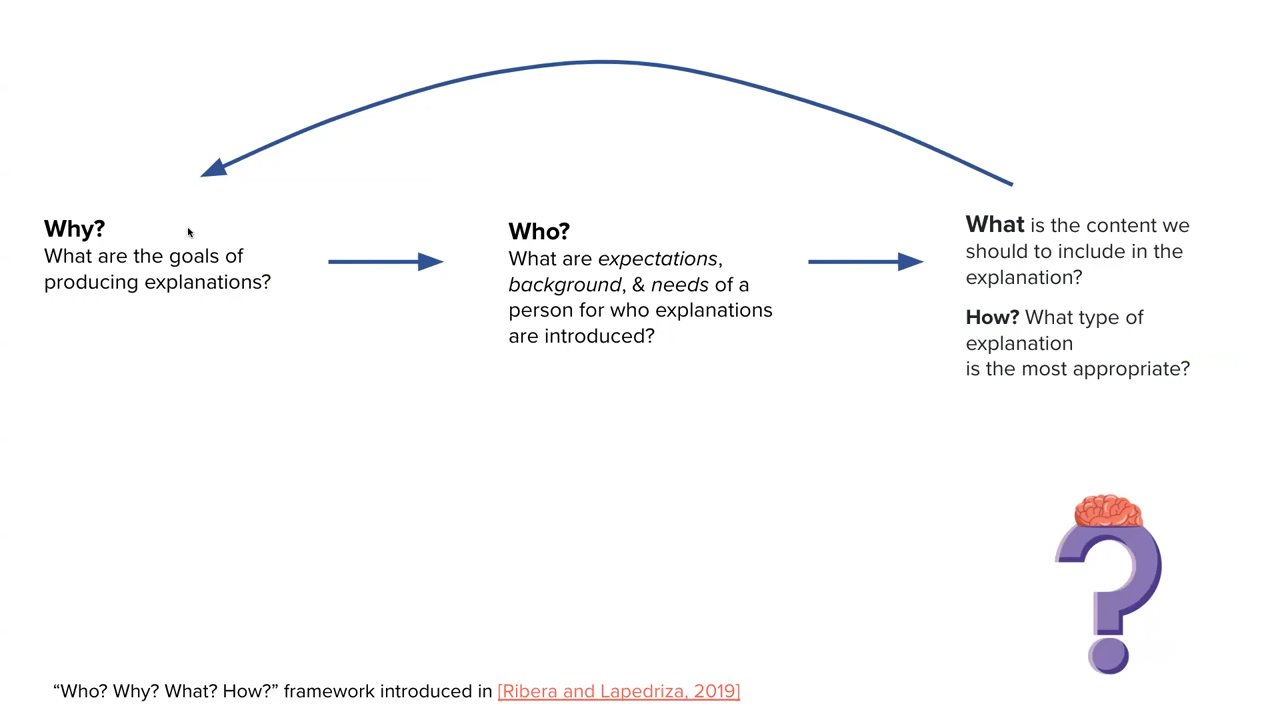 Why?
What are the goals of
producing explanations?
Who?
What are expectations,
background, & needs of a
person for who explanations
are introduced?
What is the content we
should to include in the
explanation?
How? What type of
explanation
is the most appropriate?
“Who? Why? What? How?” framework introduced in [Ribera and Lapedriza, 2019]